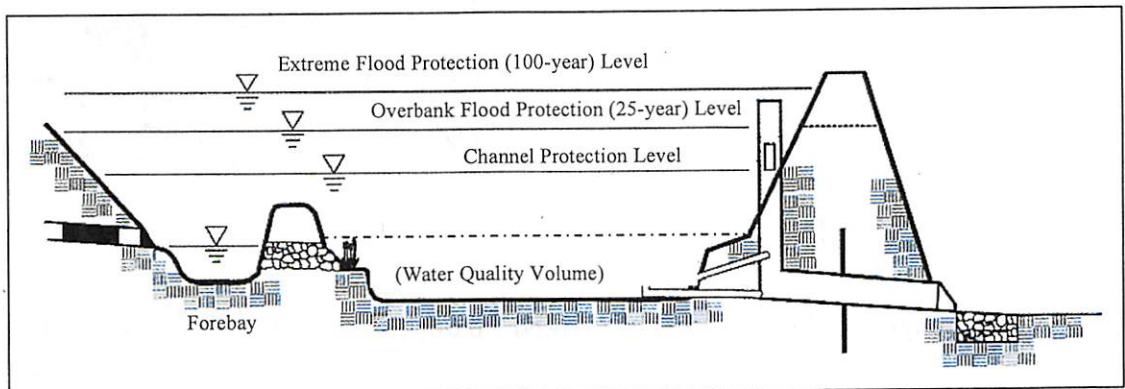 Extreme Flood Protection (100-year) Level
Overbank Flood Protection (25-year) Level
Channel Protection Level
(Water Quality Volume)
Forebay